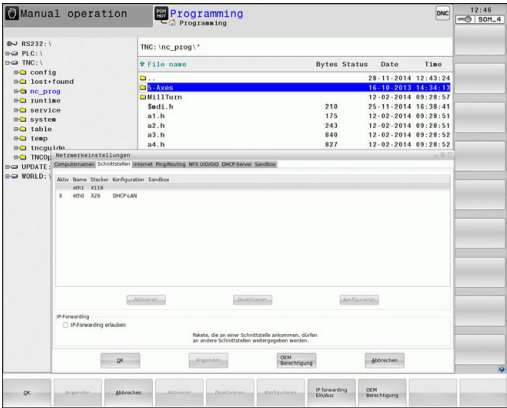 Manual operation
PGM MGT
Programming
Programming
DNC
12:46
SOM_4
RS232:\
PLC:\
TNC:\
config
lost+found
nc_prog
runtime
service
system
table
temp
tncguide
TNCop
UPDATE:
WORLD:\
TNC:\nc_prog\*
File name Bytes Status Date Time
.. 28-11-2014 12:43:24
5-Axes 16-10-2013 14:34:13
MillTurn 12-02-2014 09:28:57
$mdi.h 210 25-11-2014 16:38:41
a1.h 175 12-02-2014 09:28:51
a2.h 243 12-02-2014 09:28:52
a3.h 840 12-02-2014 09:28:52
a4.h 827 12-02-2014 09:28:52
Netzwerkeinstellungen
Computernamen Schnittstellen Internet Ping/Routing NFS UID/GID DHCP-Server Sandbox
Aktiv Name Stecker Konfiguration Sandbox
eth1 X116
X eth0 X26 DHCP-LAN
Aktivieren Deaktivieren Konfigurieren
IP-Forwarding
IP-Forwarding erlauben
Pakete, die an einer Schnittstelle ankommen, dürfen
an andere Schnittstellen weitergegeben werden.
OK Anwenden OEM Berechtigung Abbrechen
OK Anwenden Abbrechen Aktivieren Deaktivieren Konfigurieren IP forwarding Ein/Aus OEM Berechtigung